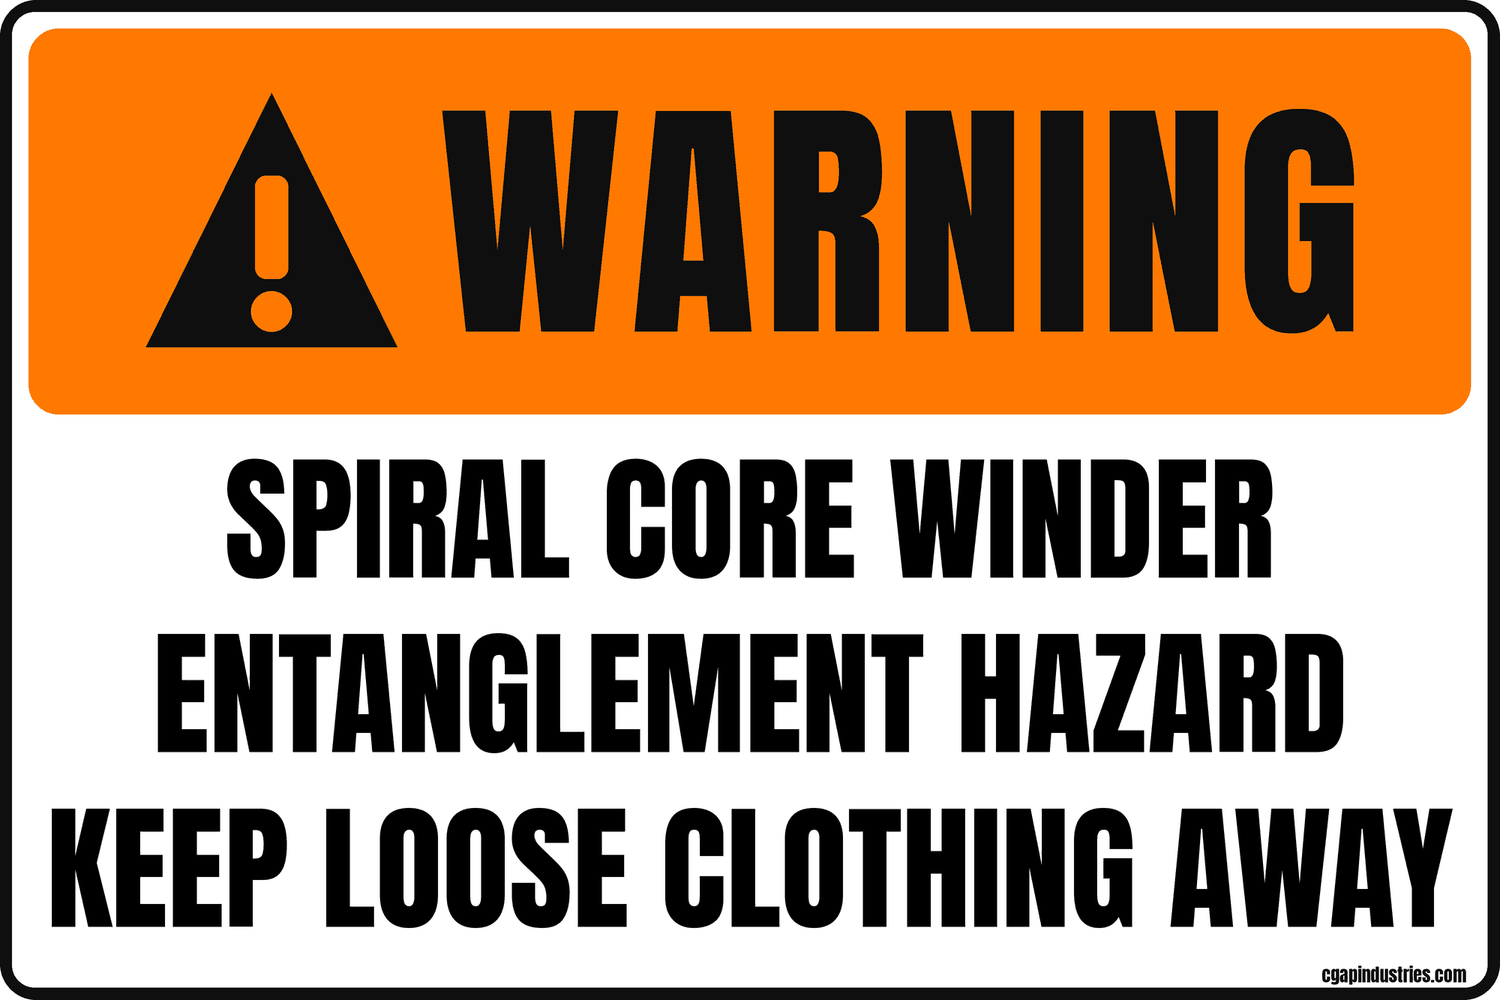 WARNING
SPIRAL CORE WINDER
ENTANGLEMENT HAZARD
KEEP LOOSE CLOTHING AWAY
cgapindustries.com